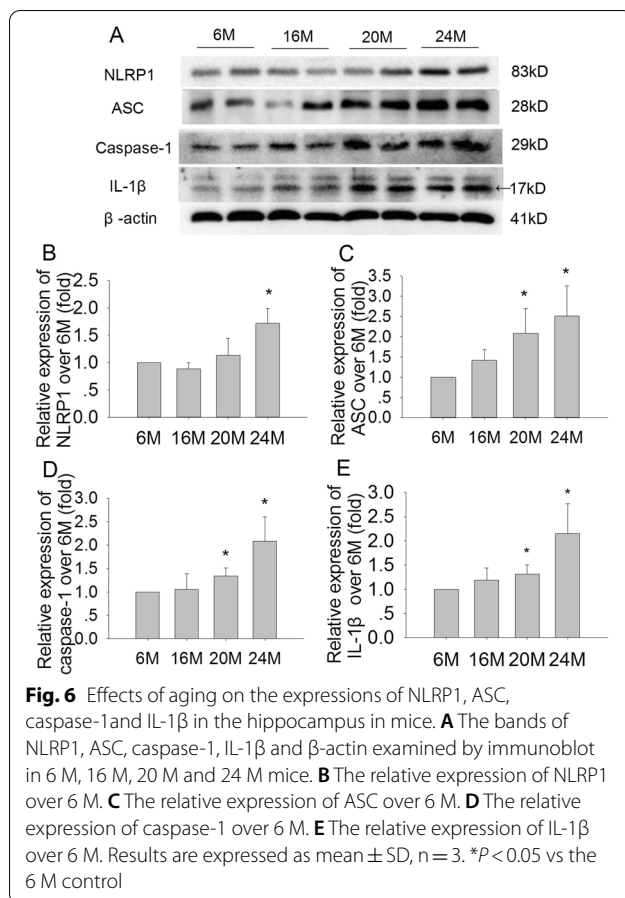 A
6M 16M 20M 24M
NLRP1 83kD
ASC 28kD
Caspase-1 29kD
IL-1β ←17kD
β -actin 41kD
B
Relative expression of
NLRP1 over 6M (fold)
2.5
2.0
1.5
1.0
.5
0.0
*
6M 16M 20M 24M
C
Relative expression of
ASC over 6M (fold)
3.5
3.0
2.5
2.0
1.5
1.0
.5
0.0
* *
6M 16M 20M 24M
D
Relative expression of
caspase-1 over 6M (fold)
3.0
2.5
2.0
1.5
1.0
.5
0.0
* *
6M 16M 20M 24M
E
Relative expression of
IL-1β over 6M (fold)
3.0
2.5
2.0
1.5
1.0
.5
0.0
* *
6M 16M 20M 24M
Fig. 6 Effects of aging on the expressions of NLRP1, ASC,
caspase-1and IL-1β in the hippocampus in mice. A The bands of
NLRP1, ASC, caspase-1, IL-1β and β-actin examined by immunoblot
in 6 M, 16 M, 20 M and 24 M mice. B The relative expression of NLRP1
over 6 M. C The relative expression of ASC over 6 M. D The relative
expression of caspase-1 over 6 M. E The relative expression of IL-1β
over 6 M. Results are expressed as mean ± SD, n = 3. *P < 0.05 vs the
6 M control